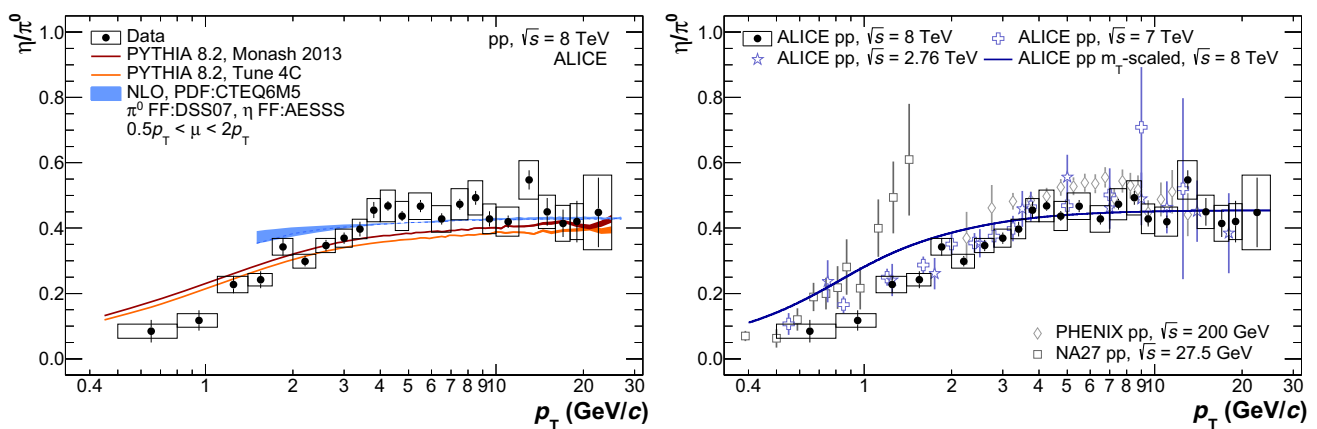 η/π⁰
Data
PYTHIA 8.2, Monash 2013
PYTHIA 8.2, Tune 4C
NLO, PDF:CTEQ6M5
π⁰ FF:DSS07, η FF:AESSS
0.5p_T < μ < 2p_T
pp, √s = 8 TeV
ALICE
1.0
0.8
0.6
0.4
0.2
0.0
0.4 1 2 3 4 5 6 7 8 910 20 30
p_T (GeV/c)
η/π⁰
ALICE pp, √s = 8 TeV
ALICE pp, √s = 7 TeV
ALICE pp, √s = 2.76 TeV
ALICE pp m_T-scaled, √s = 8 TeV
1.0
0.8
0.6
0.4
0.2
0.0
PHENIX pp, √s = 200 GeV
NA27 pp, √s = 27.5 GeV
0.4 1 2 3 4 5 6 7 8 910 20 30
p_T (GeV/c)